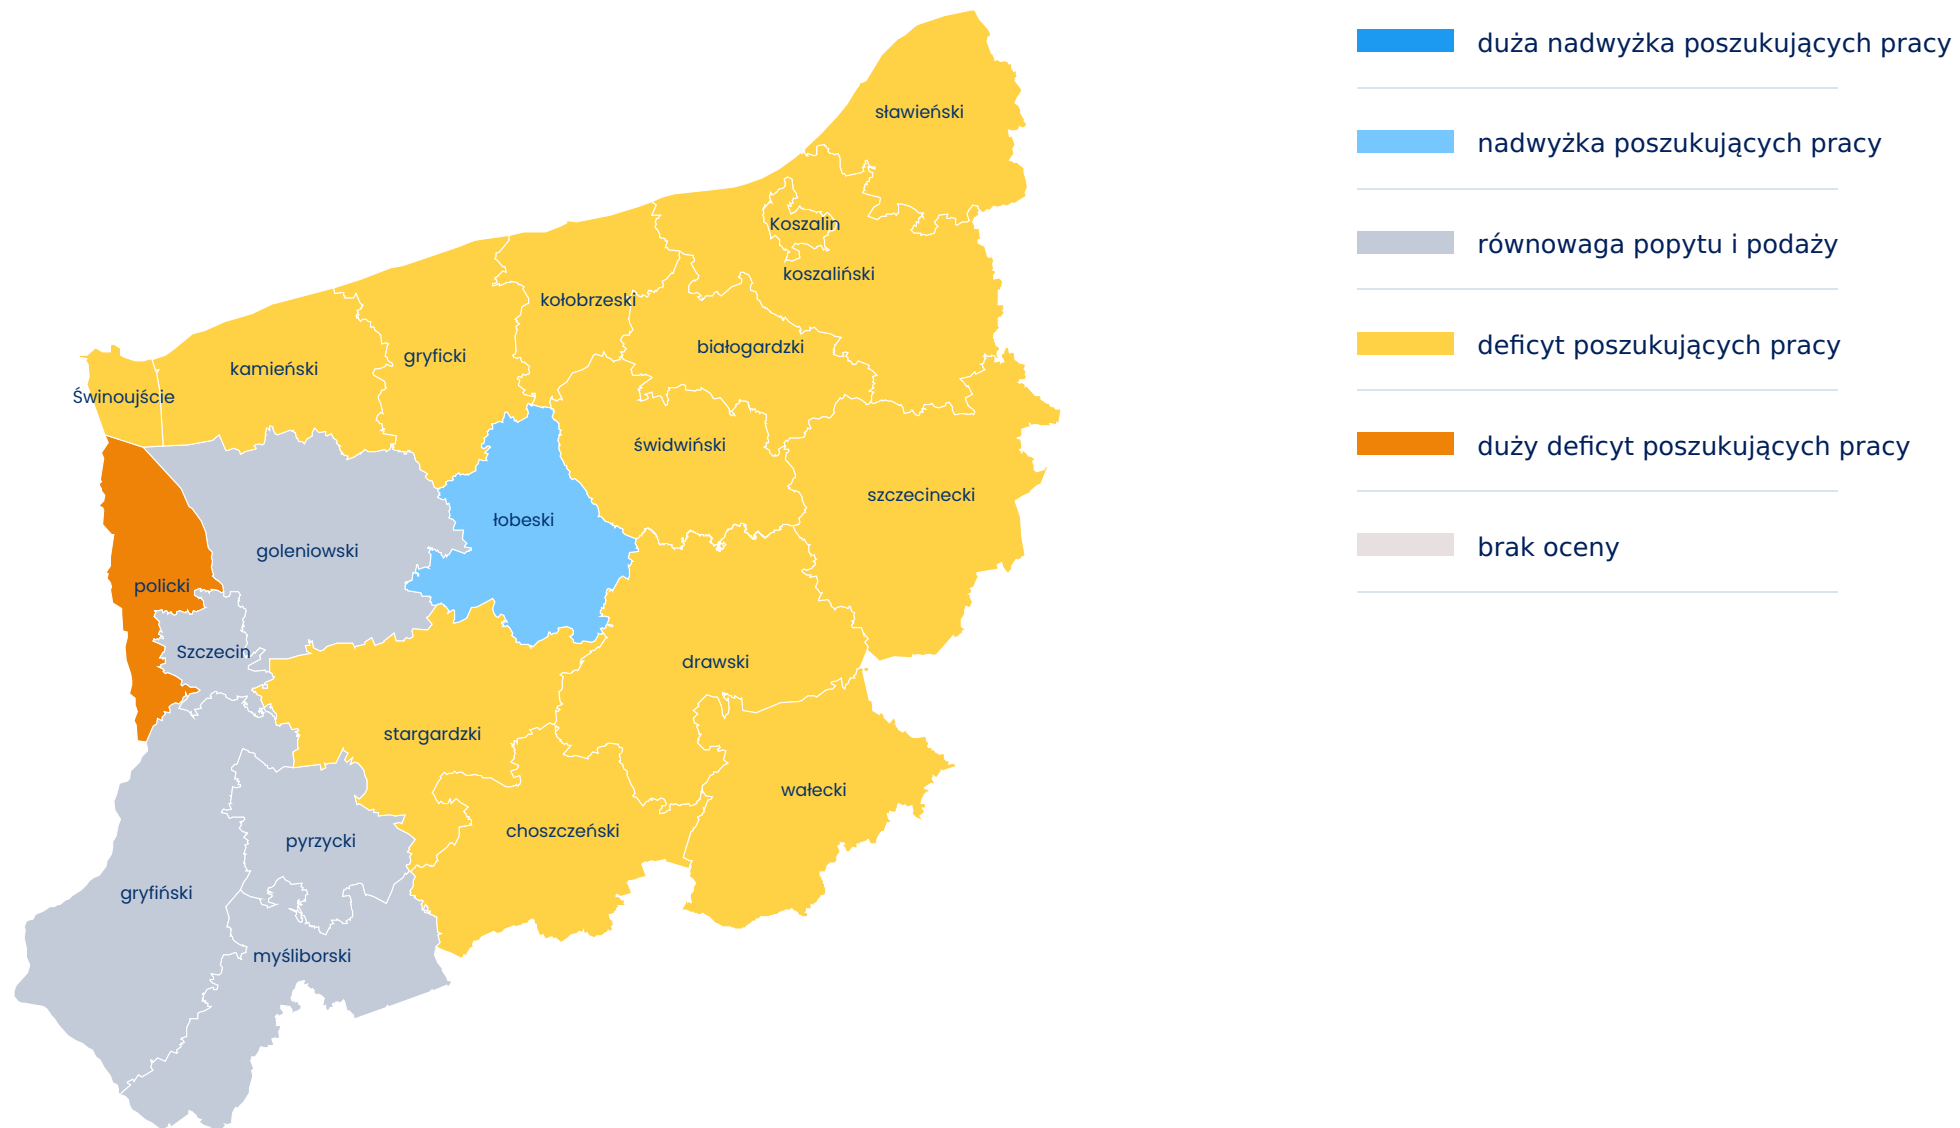 sławieński
Koszalin
koszaliński
kołobrzeski
białogardzki
gryficki
kamieński
Świnoujście
świdwiński
szczecinecki
łobeski
goleniowski
policki
Szczecin
drawski
stargardzki
wałecki
choszczeński
pyrzycki
gryfiński
myśliborski
duża nadwyżka poszukujących pracy
nadwyżka poszukujących pracy
równowaga popytu i podaży
deficyt poszukujących pracy
duży deficyt poszukujących pracy
brak oceny